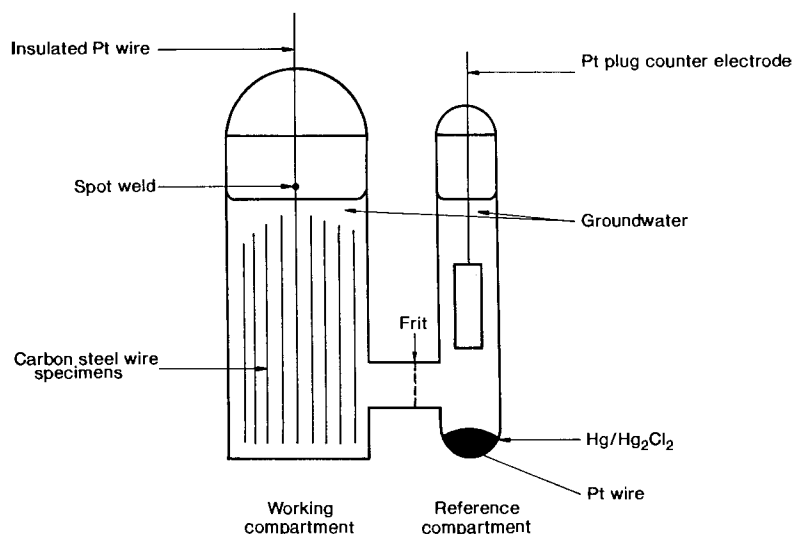 Insulated Pt wire
Pt plug counter electrode
Spot weld
Groundwater
Frit
Carbon steel wire
specimens
Hg/Hg₂Cl₂
Pt wire
Working
compartment
Reference
compartment